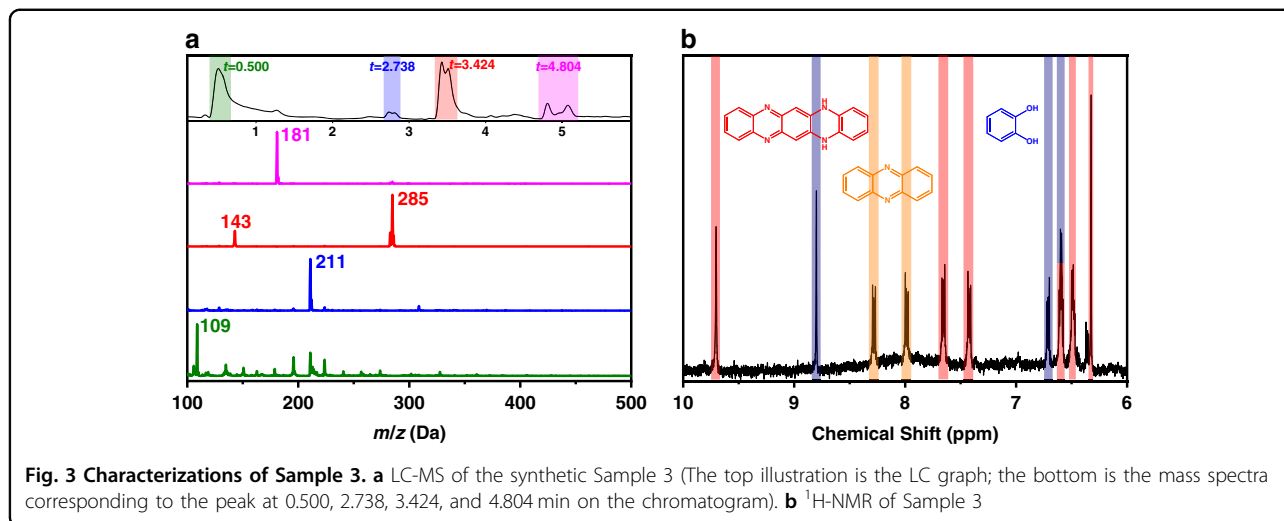 a
t=0.500
t=2.738
t=3.424
t=4.804
1 2 3 4 5
181
285
143
211
109
100 200 300 400 500
m/z (Da)
b
N
N
H
N
N
H
N
N
OH
OH
10 9 8 7 6
Chemical Shift (ppm)
Fig. 3 Characterizations of Sample 3. a LC-MS of the synthetic Sample 3 (The top illustration is the LC graph; the bottom is the mass spectra
corresponding to the peak at 0.500, 2.738, 3.424, and 4.804 min on the chromatogram). b ¹H-NMR of Sample 3